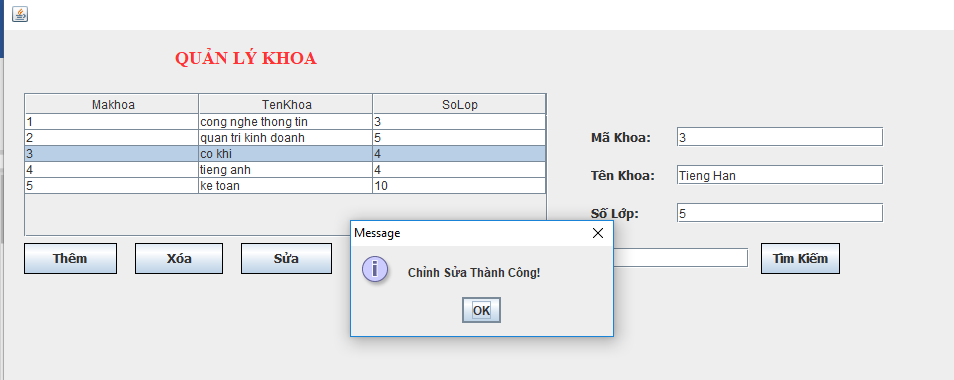 QUẢN LÝ KHOA
Makhoa TenKhoa SoLop
1 cong nghe thong tin 3
2 quan tri kinh doanh 5
3 co khi 4
4 tieng anh 4
5 ke toan 10
Mã Khoa: 3
Tên Khoa: Tieng Han
Số Lớp: 5
Thêm Xóa Sửa Tìm Kiếm
Message
Chỉnh Sửa Thành Công!
OK